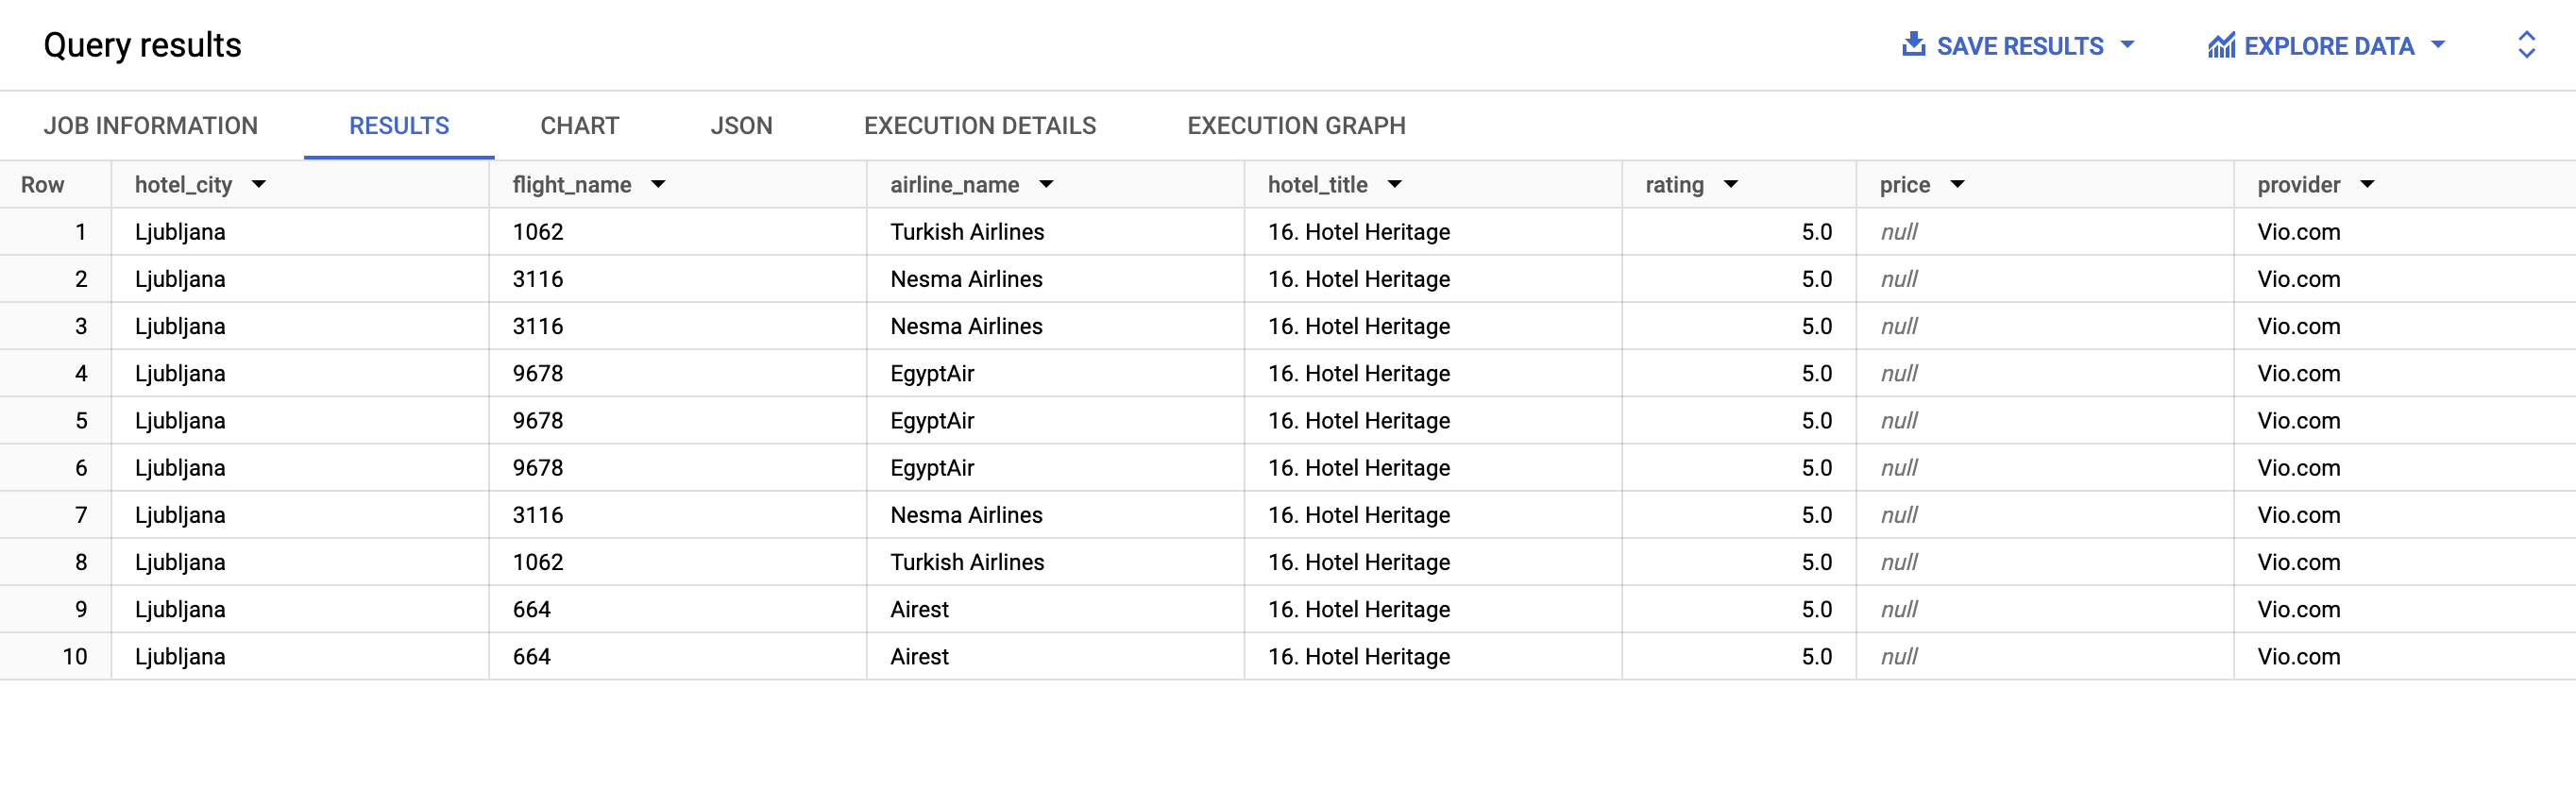 Query results SAVE RESULTS EXPLORE DATA
JOB INFORMATION RESULTS CHART JSON EXECUTION DETAILS EXECUTION GRAPH
Row hotel_city flight_name airline_name hotel_title rating price provider
1 Ljubljana 1062 Turkish Airlines 16. Hotel Heritage 5.0 null Vio.com
2 Ljubljana 3116 Nesma Airlines 16. Hotel Heritage 5.0 null Vio.com
3 Ljubljana 3116 Nesma Airlines 16. Hotel Heritage 5.0 null Vio.com
4 Ljubljana 9678 EgyptAir 16. Hotel Heritage 5.0 null Vio.com
5 Ljubljana 9678 EgyptAir 16. Hotel Heritage 5.0 null Vio.com
6 Ljubljana 9678 EgyptAir 16. Hotel Heritage 5.0 null Vio.com
7 Ljubljana 3116 Nesma Airlines 16. Hotel Heritage 5.0 null Vio.com
8 Ljubljana 1062 Turkish Airlines 16. Hotel Heritage 5.0 null Vio.com
9 Ljubljana 664 Airest 16. Hotel Heritage 5.0 null Vio.com
10 Ljubljana 664 Airest 16. Hotel Heritage 5.0 null Vio.com